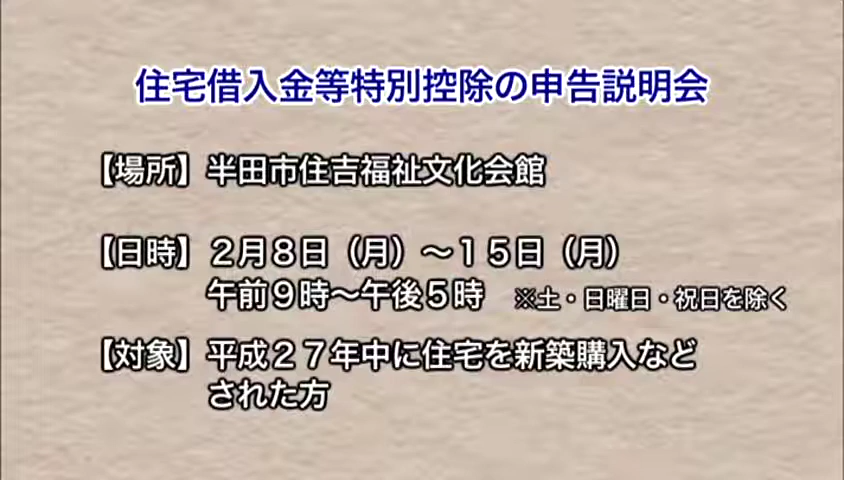 住宅借入金等特別控除の申告説明会
【場所】半田市住吉福祉文化会館
【日時】２月８日（月）～１５日（月）
午前９時～午後５時　※土・日曜日・祝日を除く
【対象】平成２７年中に住宅を新築購入など
された方